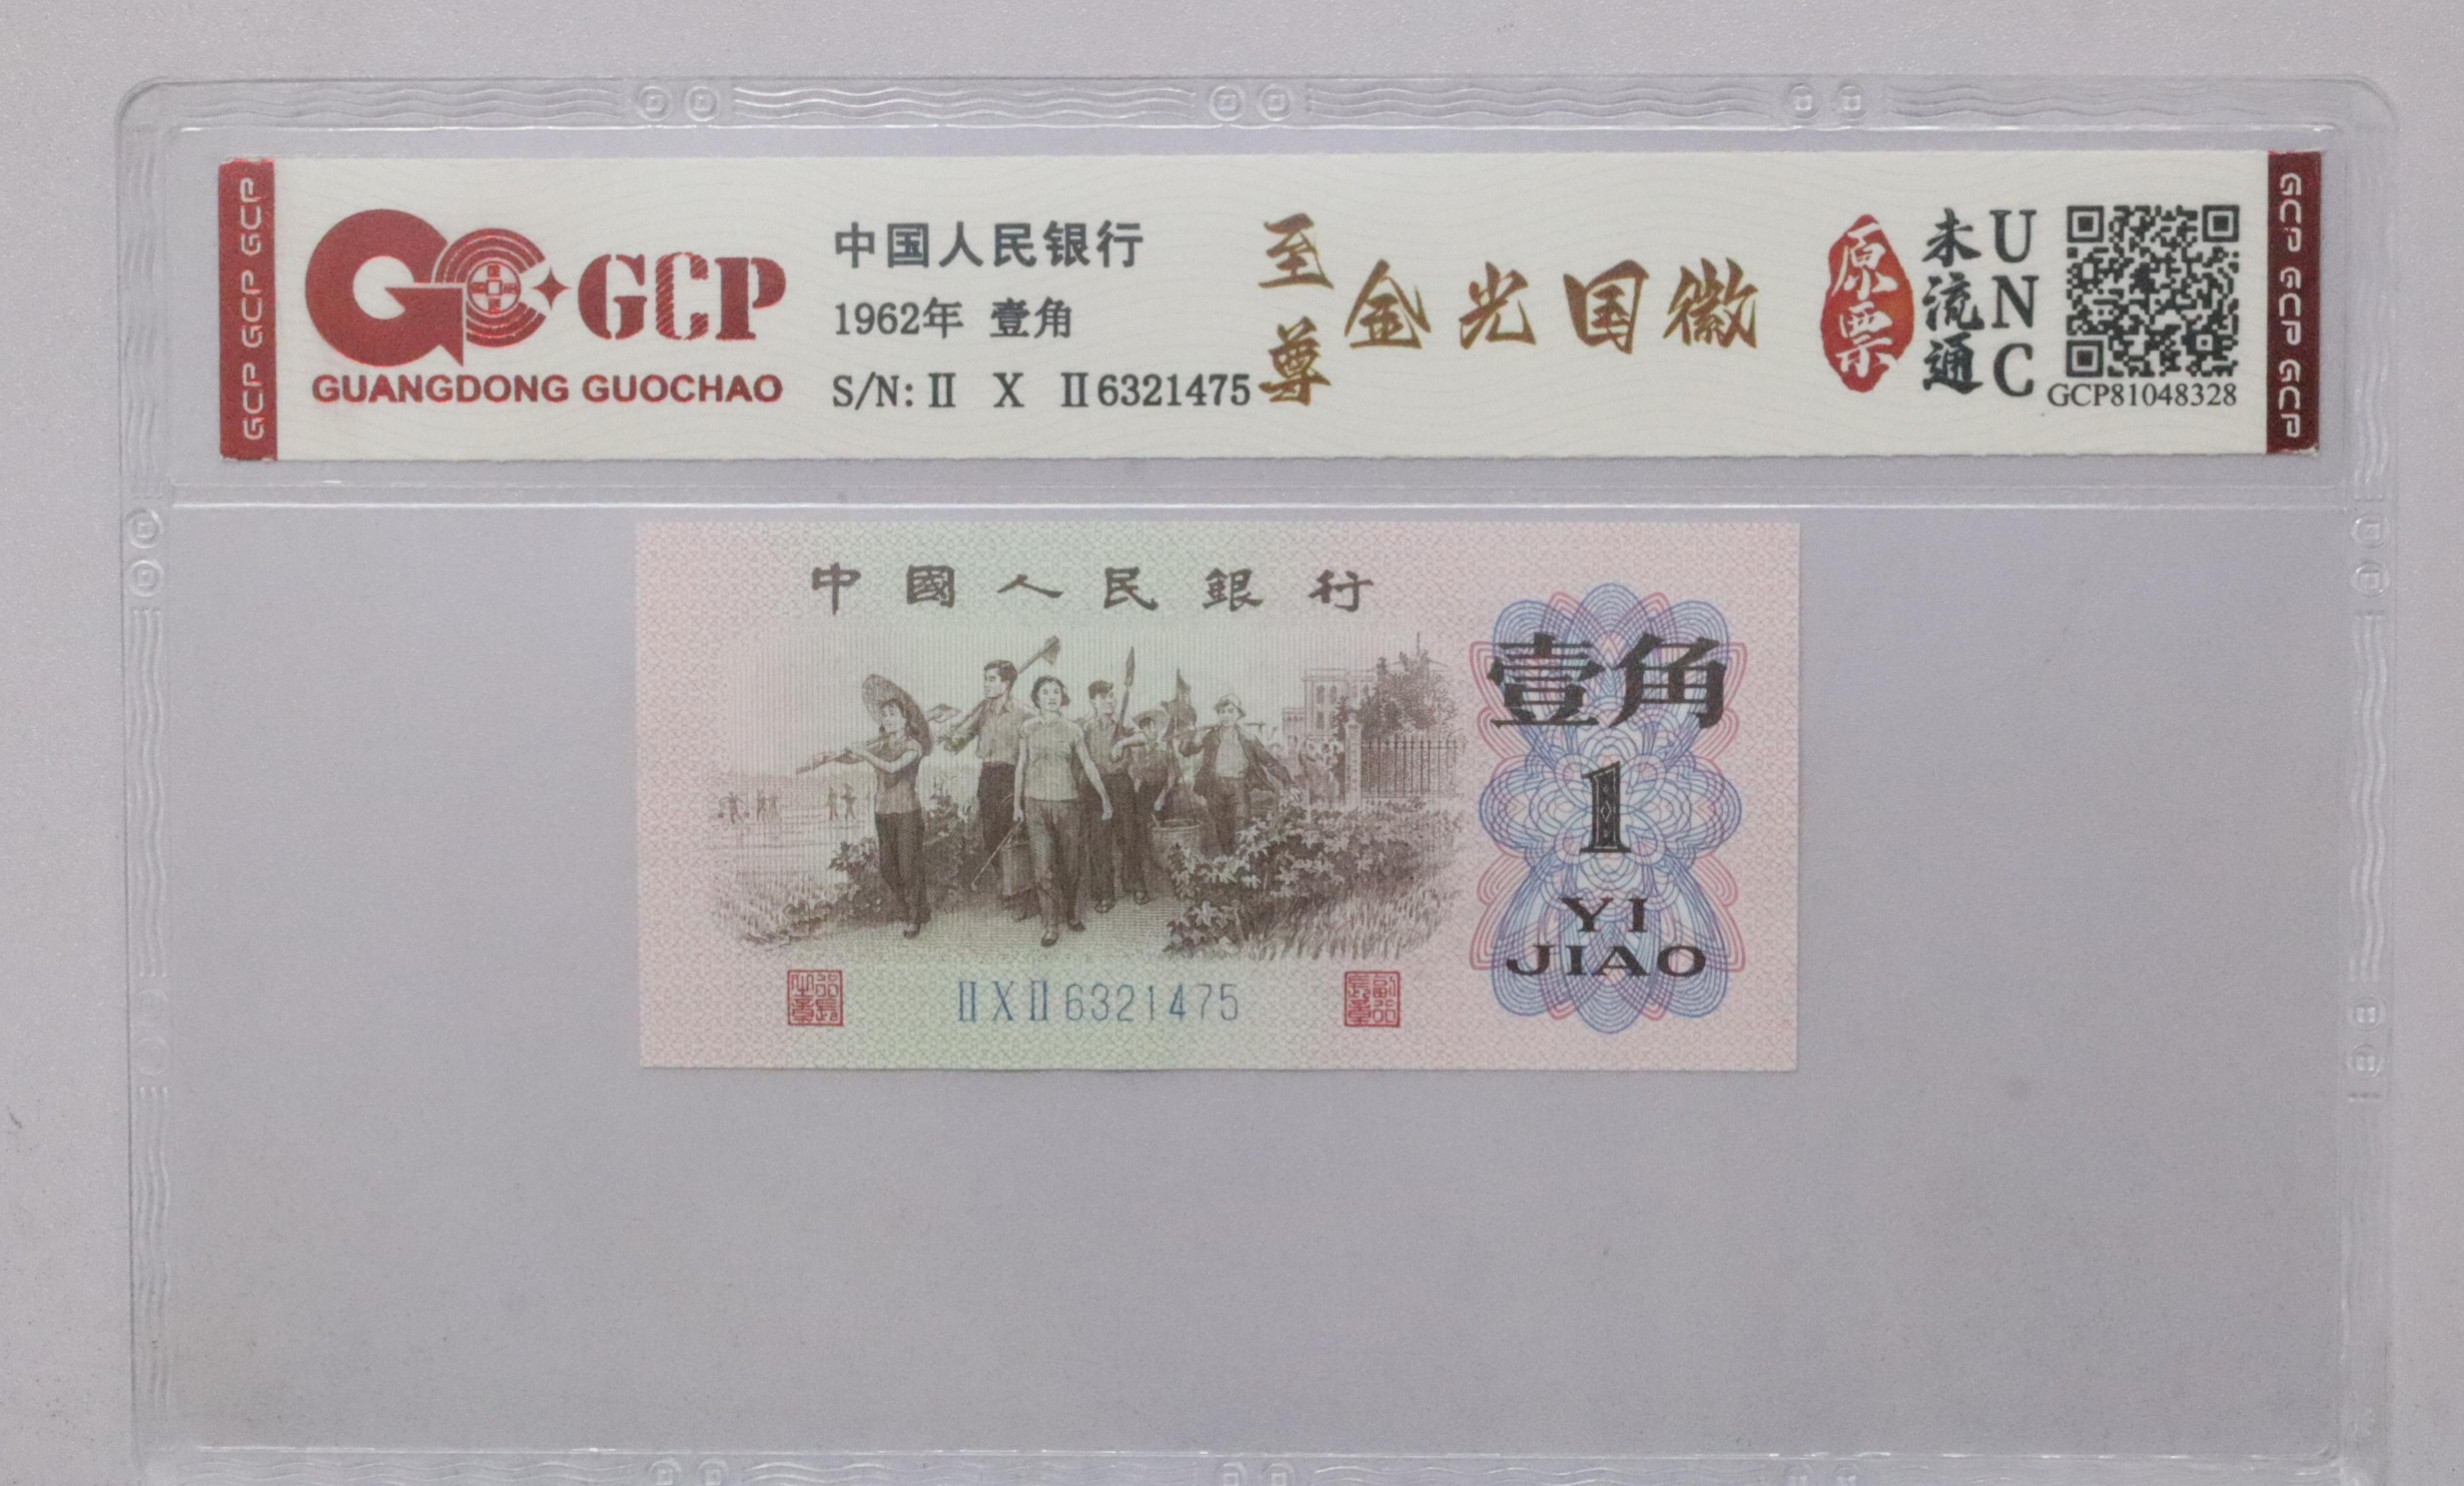 GCP GCP GCP
GCP
GUANGDONG GUOCHAO
中国人民银行
1962年 壹角
S/N: Ⅱ X Ⅱ 6321475
至尊
金光国徽
原票
未流通
UNC
GCP81048328
GCP GCP GCP
中國人民銀行
壹角
1
YI
JIAO
ⅡXⅡ6321475